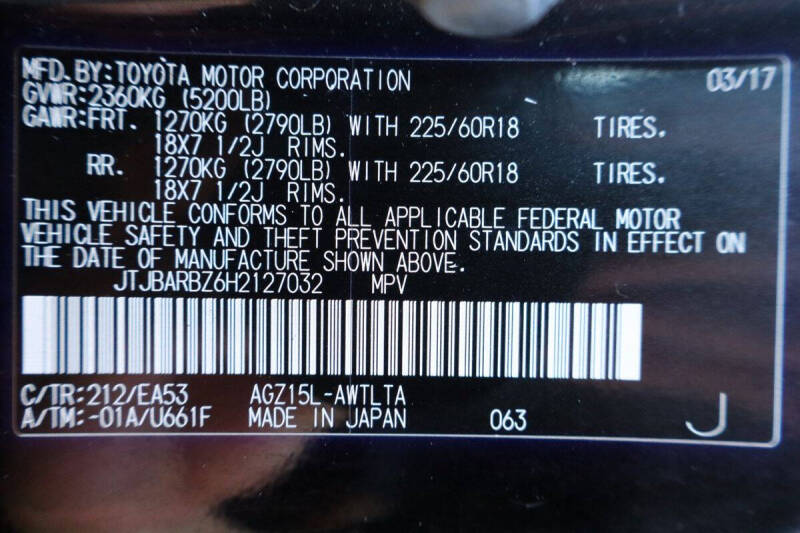 MFD. BY: TOYOTA MOTOR CORPORATION 03/17
GVWR: 2360KG (5200LB)
GAWR: FRT. 1270KG (2790LB) WITH 225/60R18 TIRES.
18X7 1/2J RIMS.
RR. 1270KG (2790LB) WITH 225/60R18 TIRES.
18X7 1/2J RIMS.
THIS VEHICLE CONFORMS TO ALL APPLICABLE FEDERAL MOTOR
VEHICLE SAFETY AND THEFT PREVENTION STANDARDS IN EFFECT ON
THE DATE OF MANUFACTURE SHOWN ABOVE.
JTJBARBZ6H2127032 MPV
C/TR: 212/EA53 AGZ15L-AWTLTA
A/TM: -01A/U661F MADE IN JAPAN 063 J